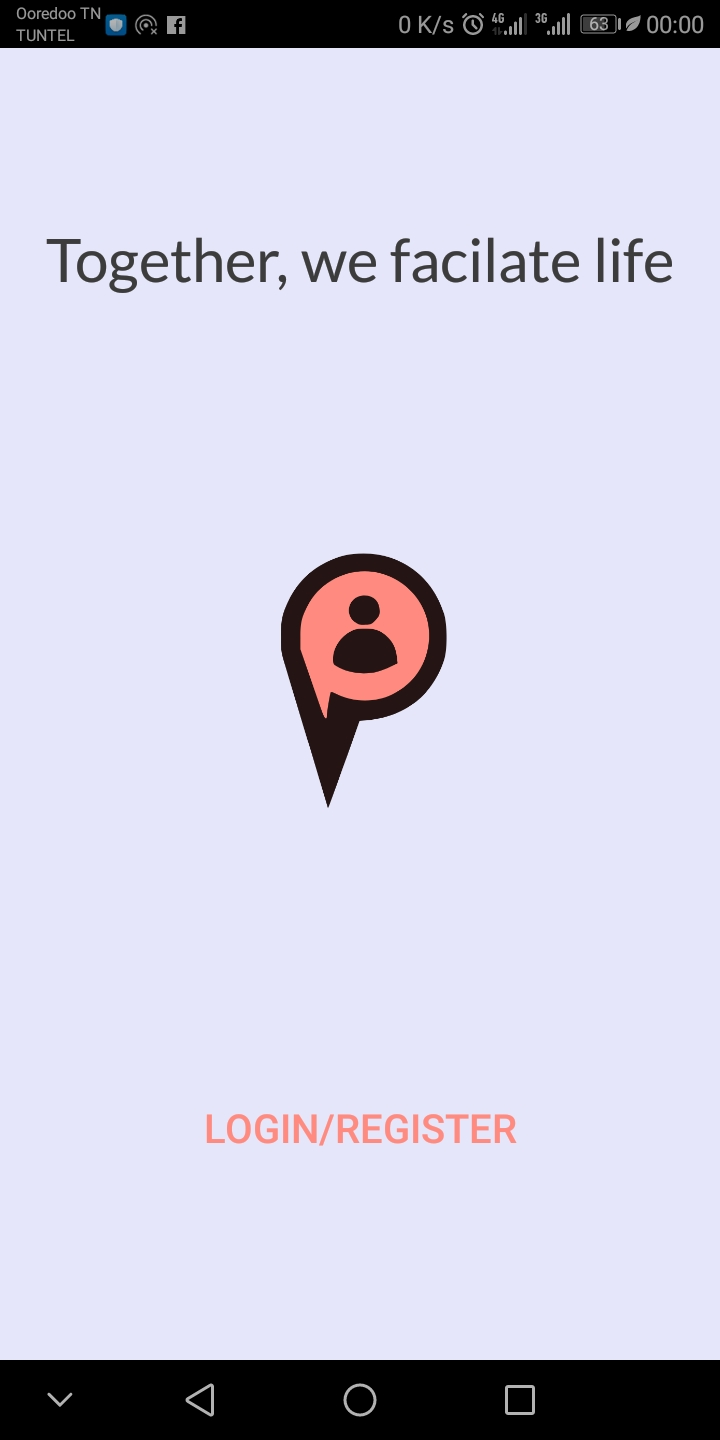 Ooredoo TN
TUNTEL
0 K/s 4G 3G 63 00:00
Together, we facilate life
LOGIN/REGISTER